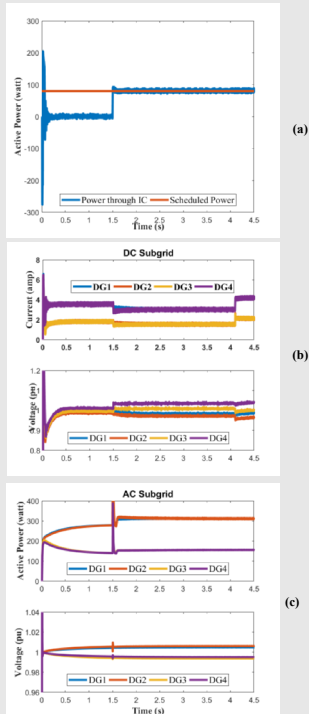 300
200
100
0
-100
-200
-300
Active Power (watt)
Power through IC Scheduled Power
0 0.5 1 1.5 2 2.5 3 3.5 4 4.5
Time (s)
(a)
DC Subgrid
8
6
4
2
0
Current (amp)
DG1 DG2 DG3 DG4
0 0.5 1 1.5 2 2.5 3 3.5 4 4.5
(b)
1.2
1.1
1
0.9
0.8
Voltage (pu)
DG1 DG2 DG3 DG4
0 0.5 1 1.5 2 2.5 3 3.5 4 4.5
AC Subgrid
400
300
200
100
0
Active Power (watt)
DG1 DG2 DG3 DG4
0 0.5 1 1.5 2 2.5 3 3.5 4 4.5
(c)
1.04
1.02
1
0.98
0.96
Voltage (pu)
DG1 DG2 DG3 DG4
0 0.5 1 1.5 2 2.5 3 3.5 4 4.5
Time (s)